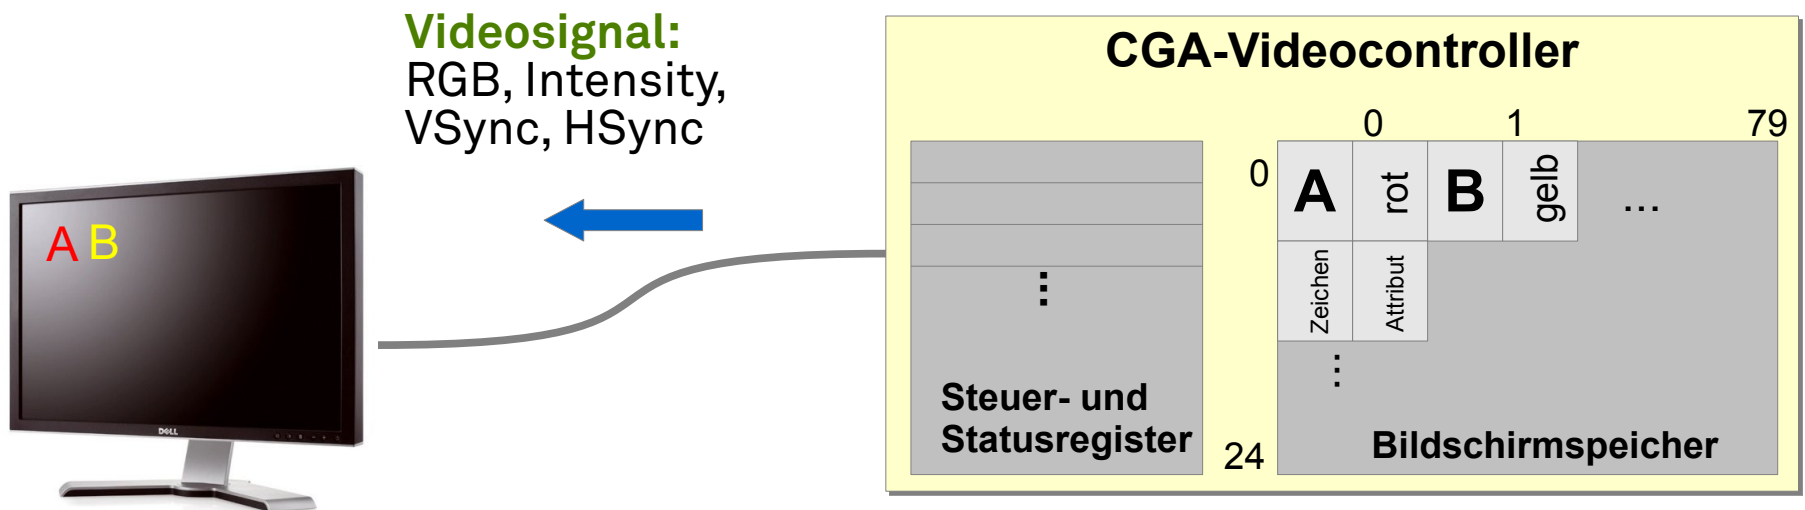 Videosignal:
RGB, Intensity,
VSync, HSync
A B
DELL
CGA-Videocontroller
0 1 79
0
A rot B gelb ...
Zeichen Attribut
...
...
Steuer- und
Statusregister
24
Bildschirmspeicher